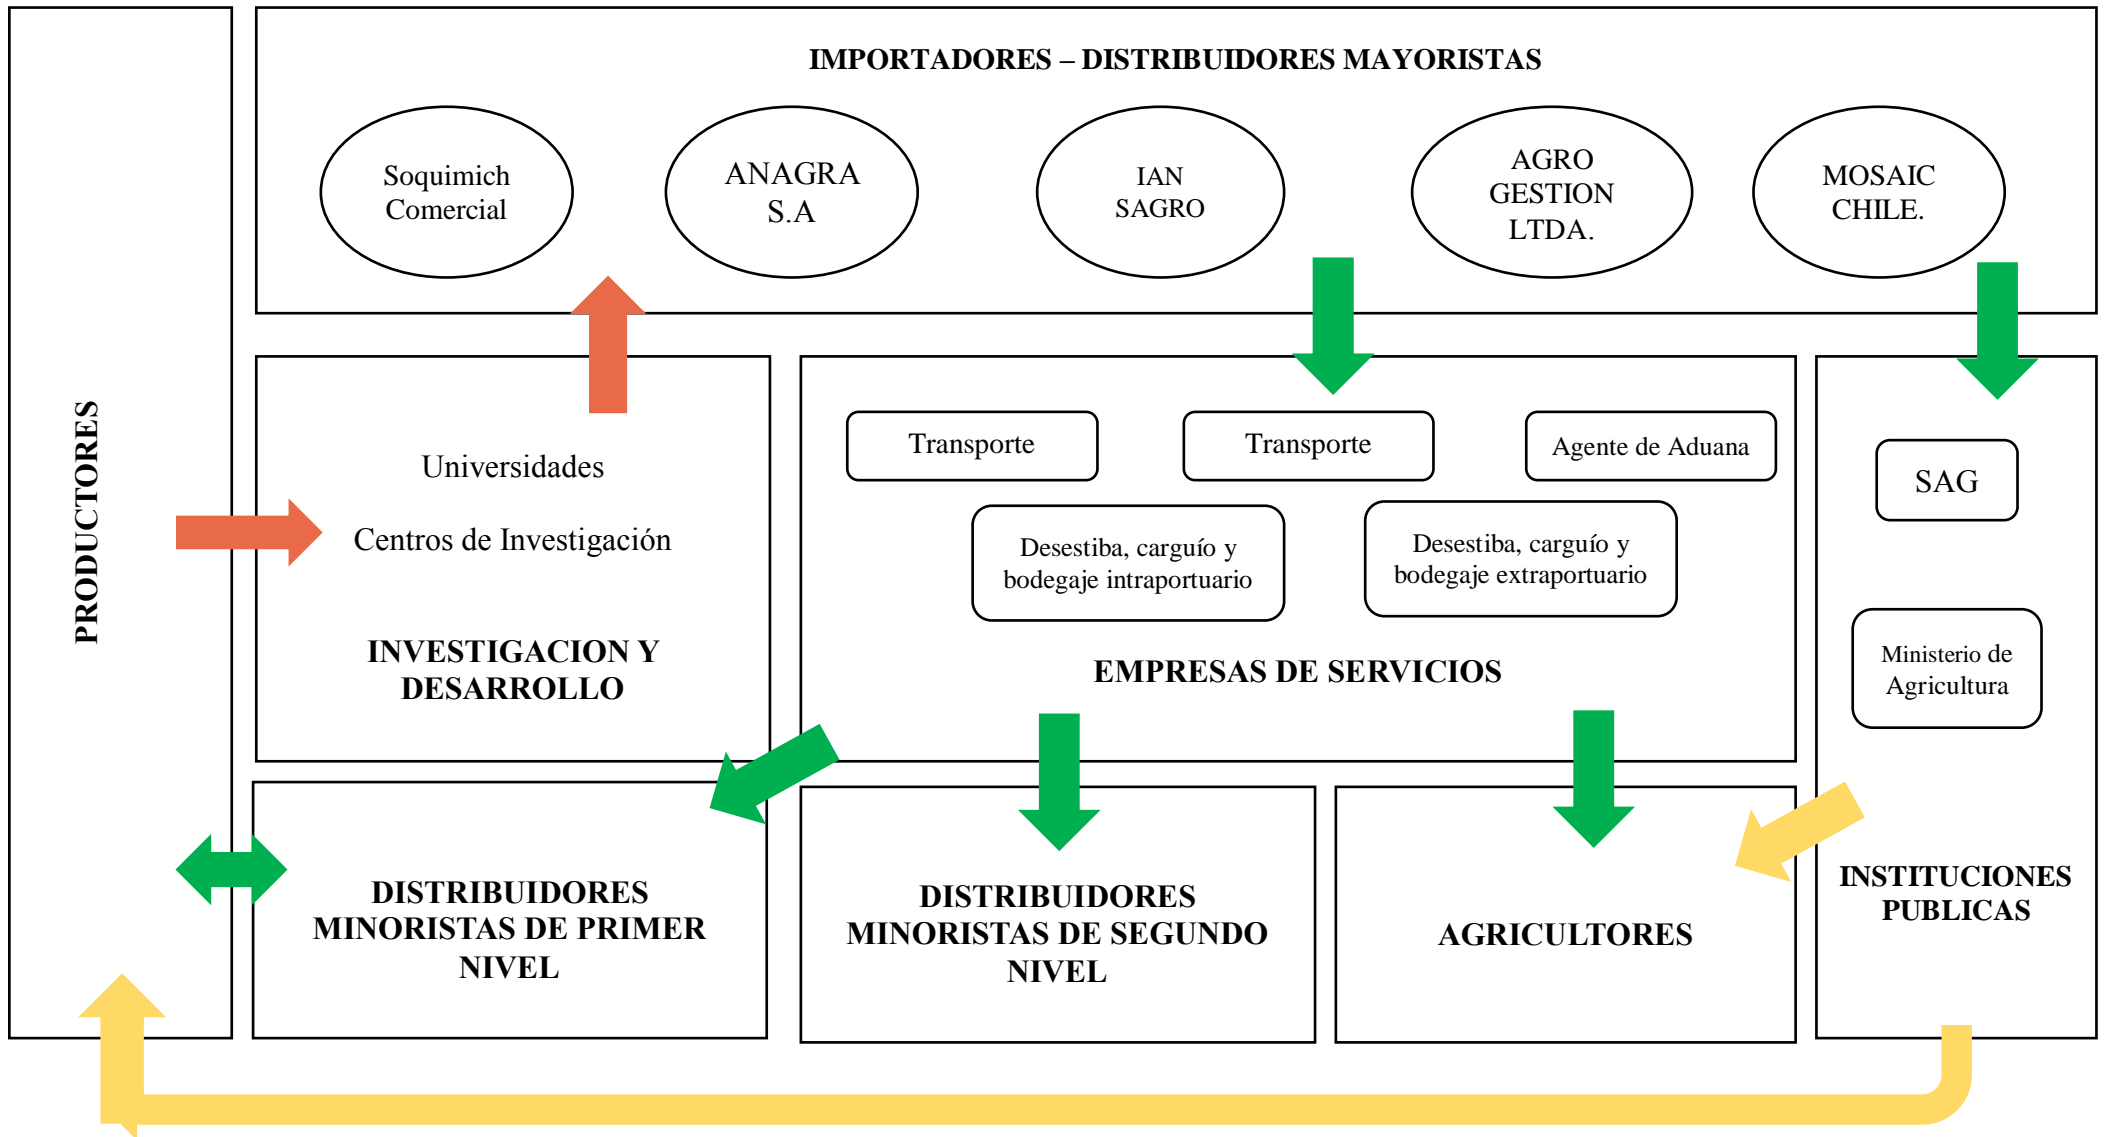 PRODUCTORES
IMPORTADORES – DISTRIBUIDORES MAYORISTAS
Soquimich
Comercial
ANAGRA
S.A
IAN
SAGRO
AGRO
GESTION
LTDA.
MOSAIC
CHILE.
Universidades
Centros de Investigación
INVESTIGACION Y
DESARROLLO
Transporte
Transporte
Agente de Aduana
Desestiba, carguío y
bodegaje intraportuario
Desestiba, carguío y
bodegaje extraportuario
EMPRESAS DE SERVICIOS
SAG
Ministerio de
Agricultura
INSTITUCIONES
PUBLICAS
DISTRIBUIDORES
MINORISTAS DE PRIMER
NIVEL
DISTRIBUIDORES
MINORISTAS DE SEGUNDO
NIVEL
AGRICULTORES